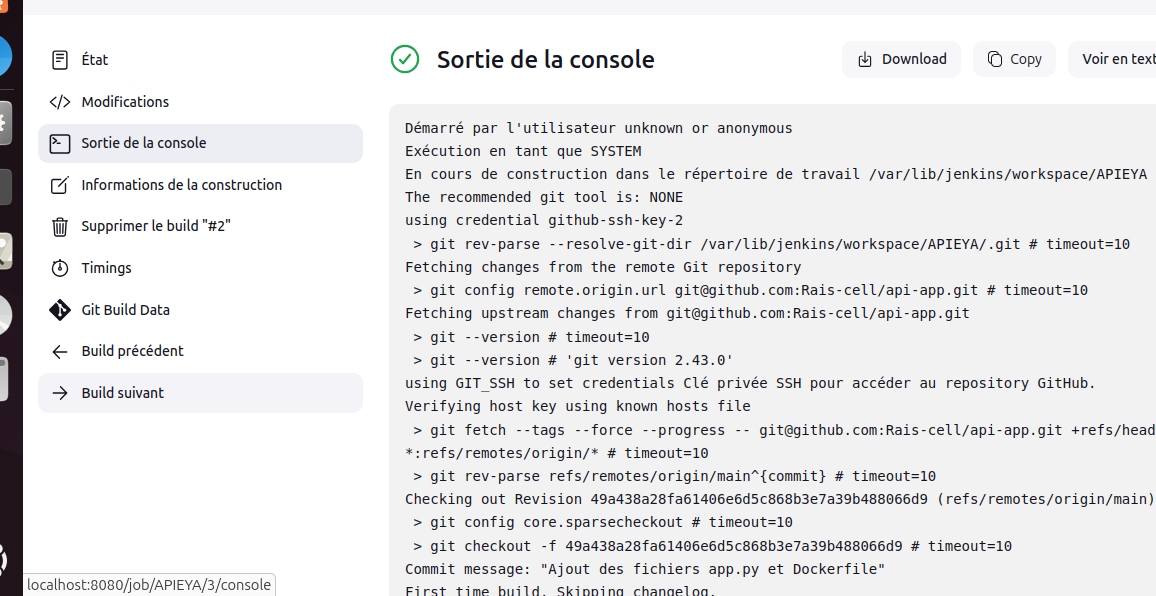 État
Modifications
Sortie de la console
Informations de la construction
Supprimer le build "#2"
Timings
Git Build Data
Build précédent
Build suivant
Sortie de la console
Download
Copy
Voir en text
Démarré par l'utilisateur unknown or anonymous
Exécution en tant que SYSTEM
En cours de construction dans le répertoire de travail /var/lib/jenkins/workspace/APIEYA
The recommended git tool is: NONE
using credential github-ssh-key-2
> git rev-parse --resolve-git-dir /var/lib/jenkins/workspace/APIEYA/.git # timeout=10
Fetching changes from the remote Git repository
> git config remote.origin.url git@github.com:Rais-cell/api-app.git # timeout=10
Fetching upstream changes from git@github.com:Rais-cell/api-app.git
> git --version # timeout=10
> git --version # 'git version 2.43.0'
using GIT_SSH to set credentials Clé privée SSH pour accéder au repository GitHub.
Verifying host key using known hosts file
> git fetch --tags --force --progress -- git@github.com:Rais-cell/api-app.git +refs/head
*:refs/remotes/origin/* # timeout=10
> git rev-parse refs/remotes/origin/main^{commit} # timeout=10
Checking out Revision 49a438a28fa61406e6d5c868b3e7a39b488066d9 (refs/remotes/origin/main)
> git config core.sparsecheckout # timeout=10
> git checkout -f 49a438a28fa61406e6d5c868b3e7a39b488066d9 # timeout=10
Commit message: "Ajout des fichiers app.py et Dockerfile"
First time build. Skipping changelog.
localhost:8080/job/APIEYA/3/console